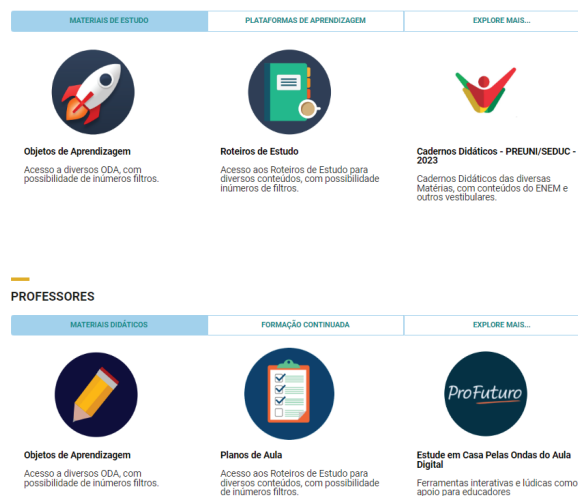 MATERIAIS DE ESTUDO
PLATAFORMAS DE APRENDIZAGEM
EXPLORE MAIS...
Objetos de Aprendizagem
Acesso a diversos ODA, com
possibilidade de inúmeros filtros.
Roteiros de Estudo
Acesso aos Roteiros de Estudo para
diversos conteúdos, com possibilidade
inúmeros de filtros.
Cadernos Didáticos - PREUNI/SEDUC -
2023
Cadernos Didáticos das diversas
Matérias, com conteúdos do ENEM e
outros vestibulares.
PROFESSORES
MATERIAIS DIDÁTICOS
FORMAÇÃO CONTINUADA
EXPLORE MAIS...
ProFuturo
Objetos de Aprendizagem
Acesso a diversos ODA, com
possibilidade de inúmeros filtros.
Planos de Aula
Acesso aos Roteiros de Estudo para
diversos conteúdos, com possibilidade
de inúmeros de filtros.
Estude em Casa Pelas Ondas do Aula
Digital
Ferramentas interativas e lúdicas como
apoio para educadores